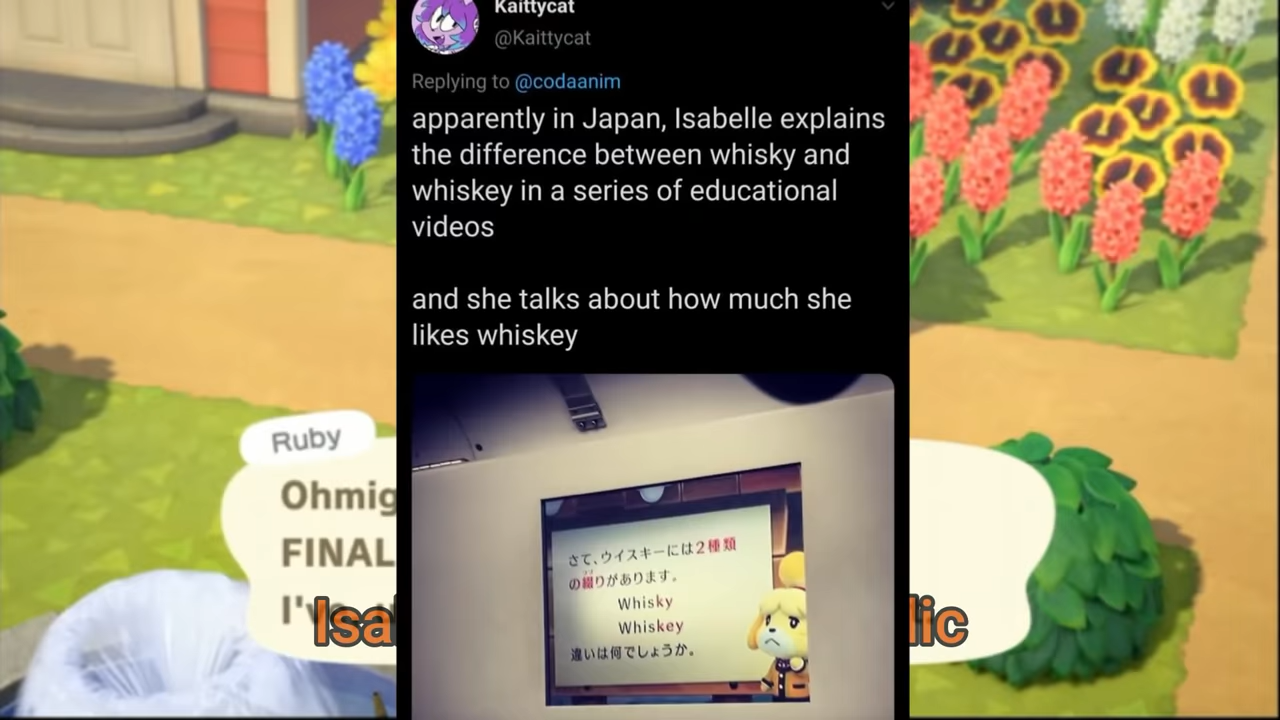 Kaittycat
@Kaittycat
Replying to @codaanim
apparently in Japan, Isabelle explains
the difference between whisky and
whiskey in a series of educational
videos
and she talks about how much she
likes whiskey
さて、ウイスキーには2種類
の綴りがあります。
Whisky
Whiskey
違いは何でしょうか。
Ruby
Ohmig
FINAL
I'v
Isa
lic